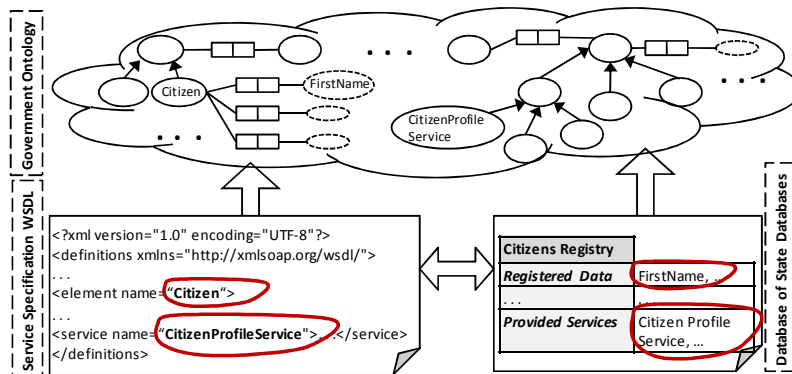 Government Ontology
. . .
Citizen
FirstName
CitizenProfile
Service
. . .
. . .
Service Specification WSDL
<?xml version="1.0" encoding="UTF-8"?>
<definitions xmlns="http://xmlsoap.org/wsdl/">
. . .
<element name=“Citizen“>
...
<service name=“CitizenProfileService">...</service>
</definitions>
Citizens Registry
Registered Data FirstName, …
. . . . . .
Provided Services Citizen Profile
Service, …
Database of State Databases